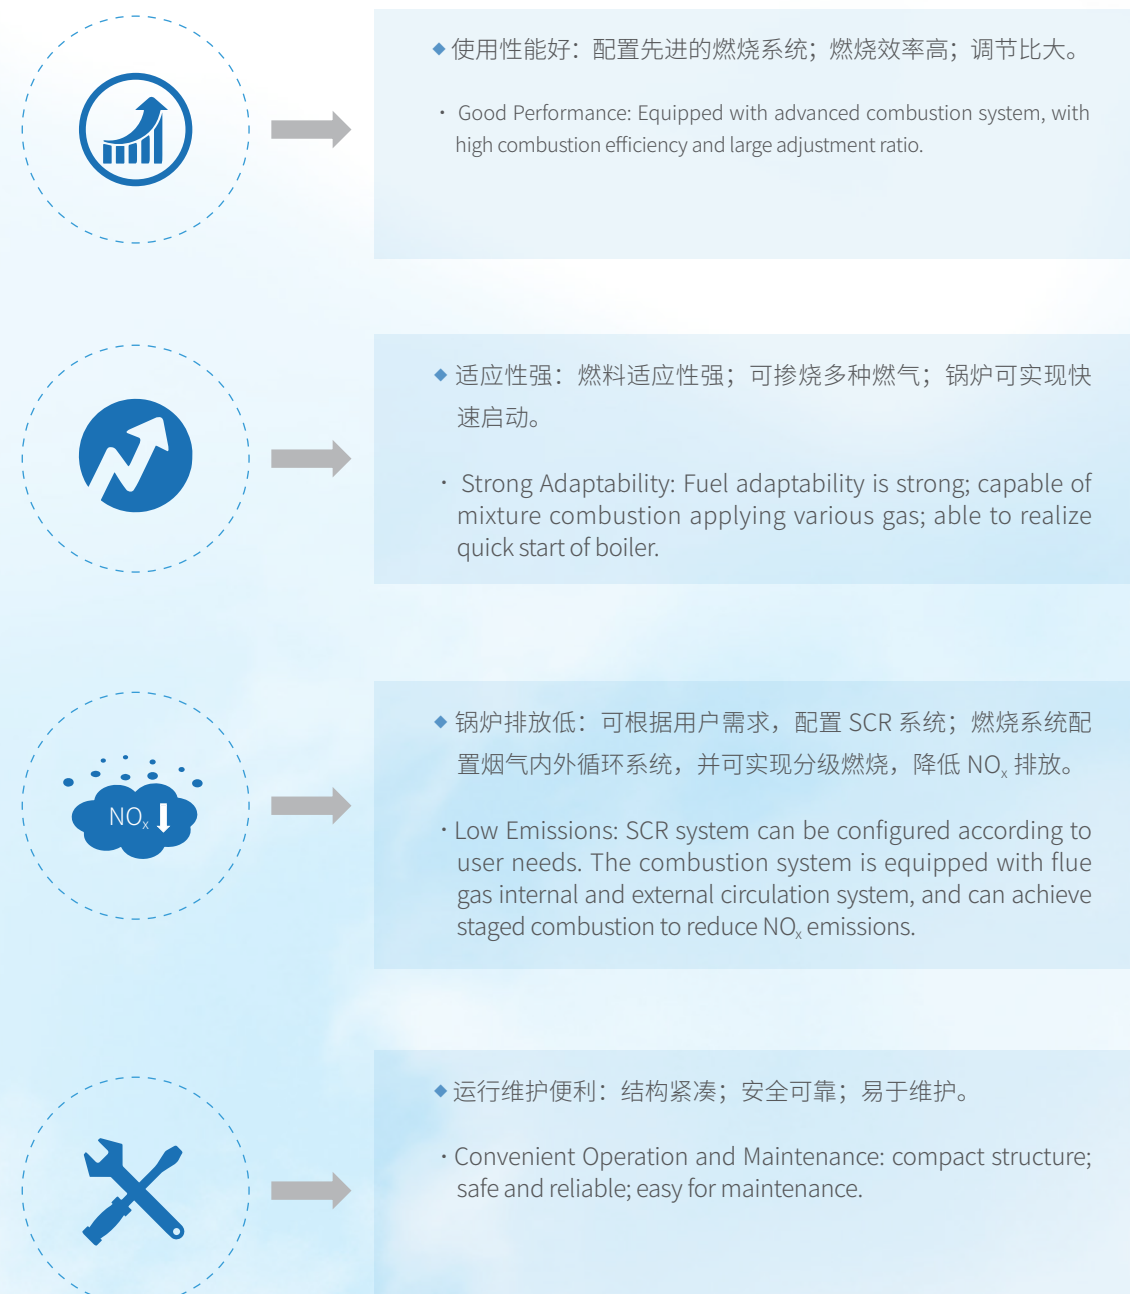 ◆ 使用性能好：配置先进的燃烧系统；燃烧效率高；调节比大。
· Good Performance: Equipped with advanced combustion system, with
high combustion efficiency and large adjustment ratio.
◆ 适应性强：燃料适应性强；可掺烧多种燃气；锅炉可实现快
速启动。
· Strong Adaptability: Fuel adaptability is strong; capable of
mixture combustion applying various gas; able to realize
quick start of boiler.
NOₓ
◆ 锅炉排放低：可根据用户需求，配置 SCR 系统；燃烧系统配
置烟气内外循环系统，并可实现分级燃烧，降低 NOₓ 排放。
· Low Emissions: SCR system can be configured according to
user needs. The combustion system is equipped with flue
gas internal and external circulation system, and can achieve
staged combustion to reduce NOₓ emissions.
◆ 运行维护便利：结构紧凑；安全可靠；易于维护。
· Convenient Operation and Maintenance: compact structure;
safe and reliable; easy for maintenance.